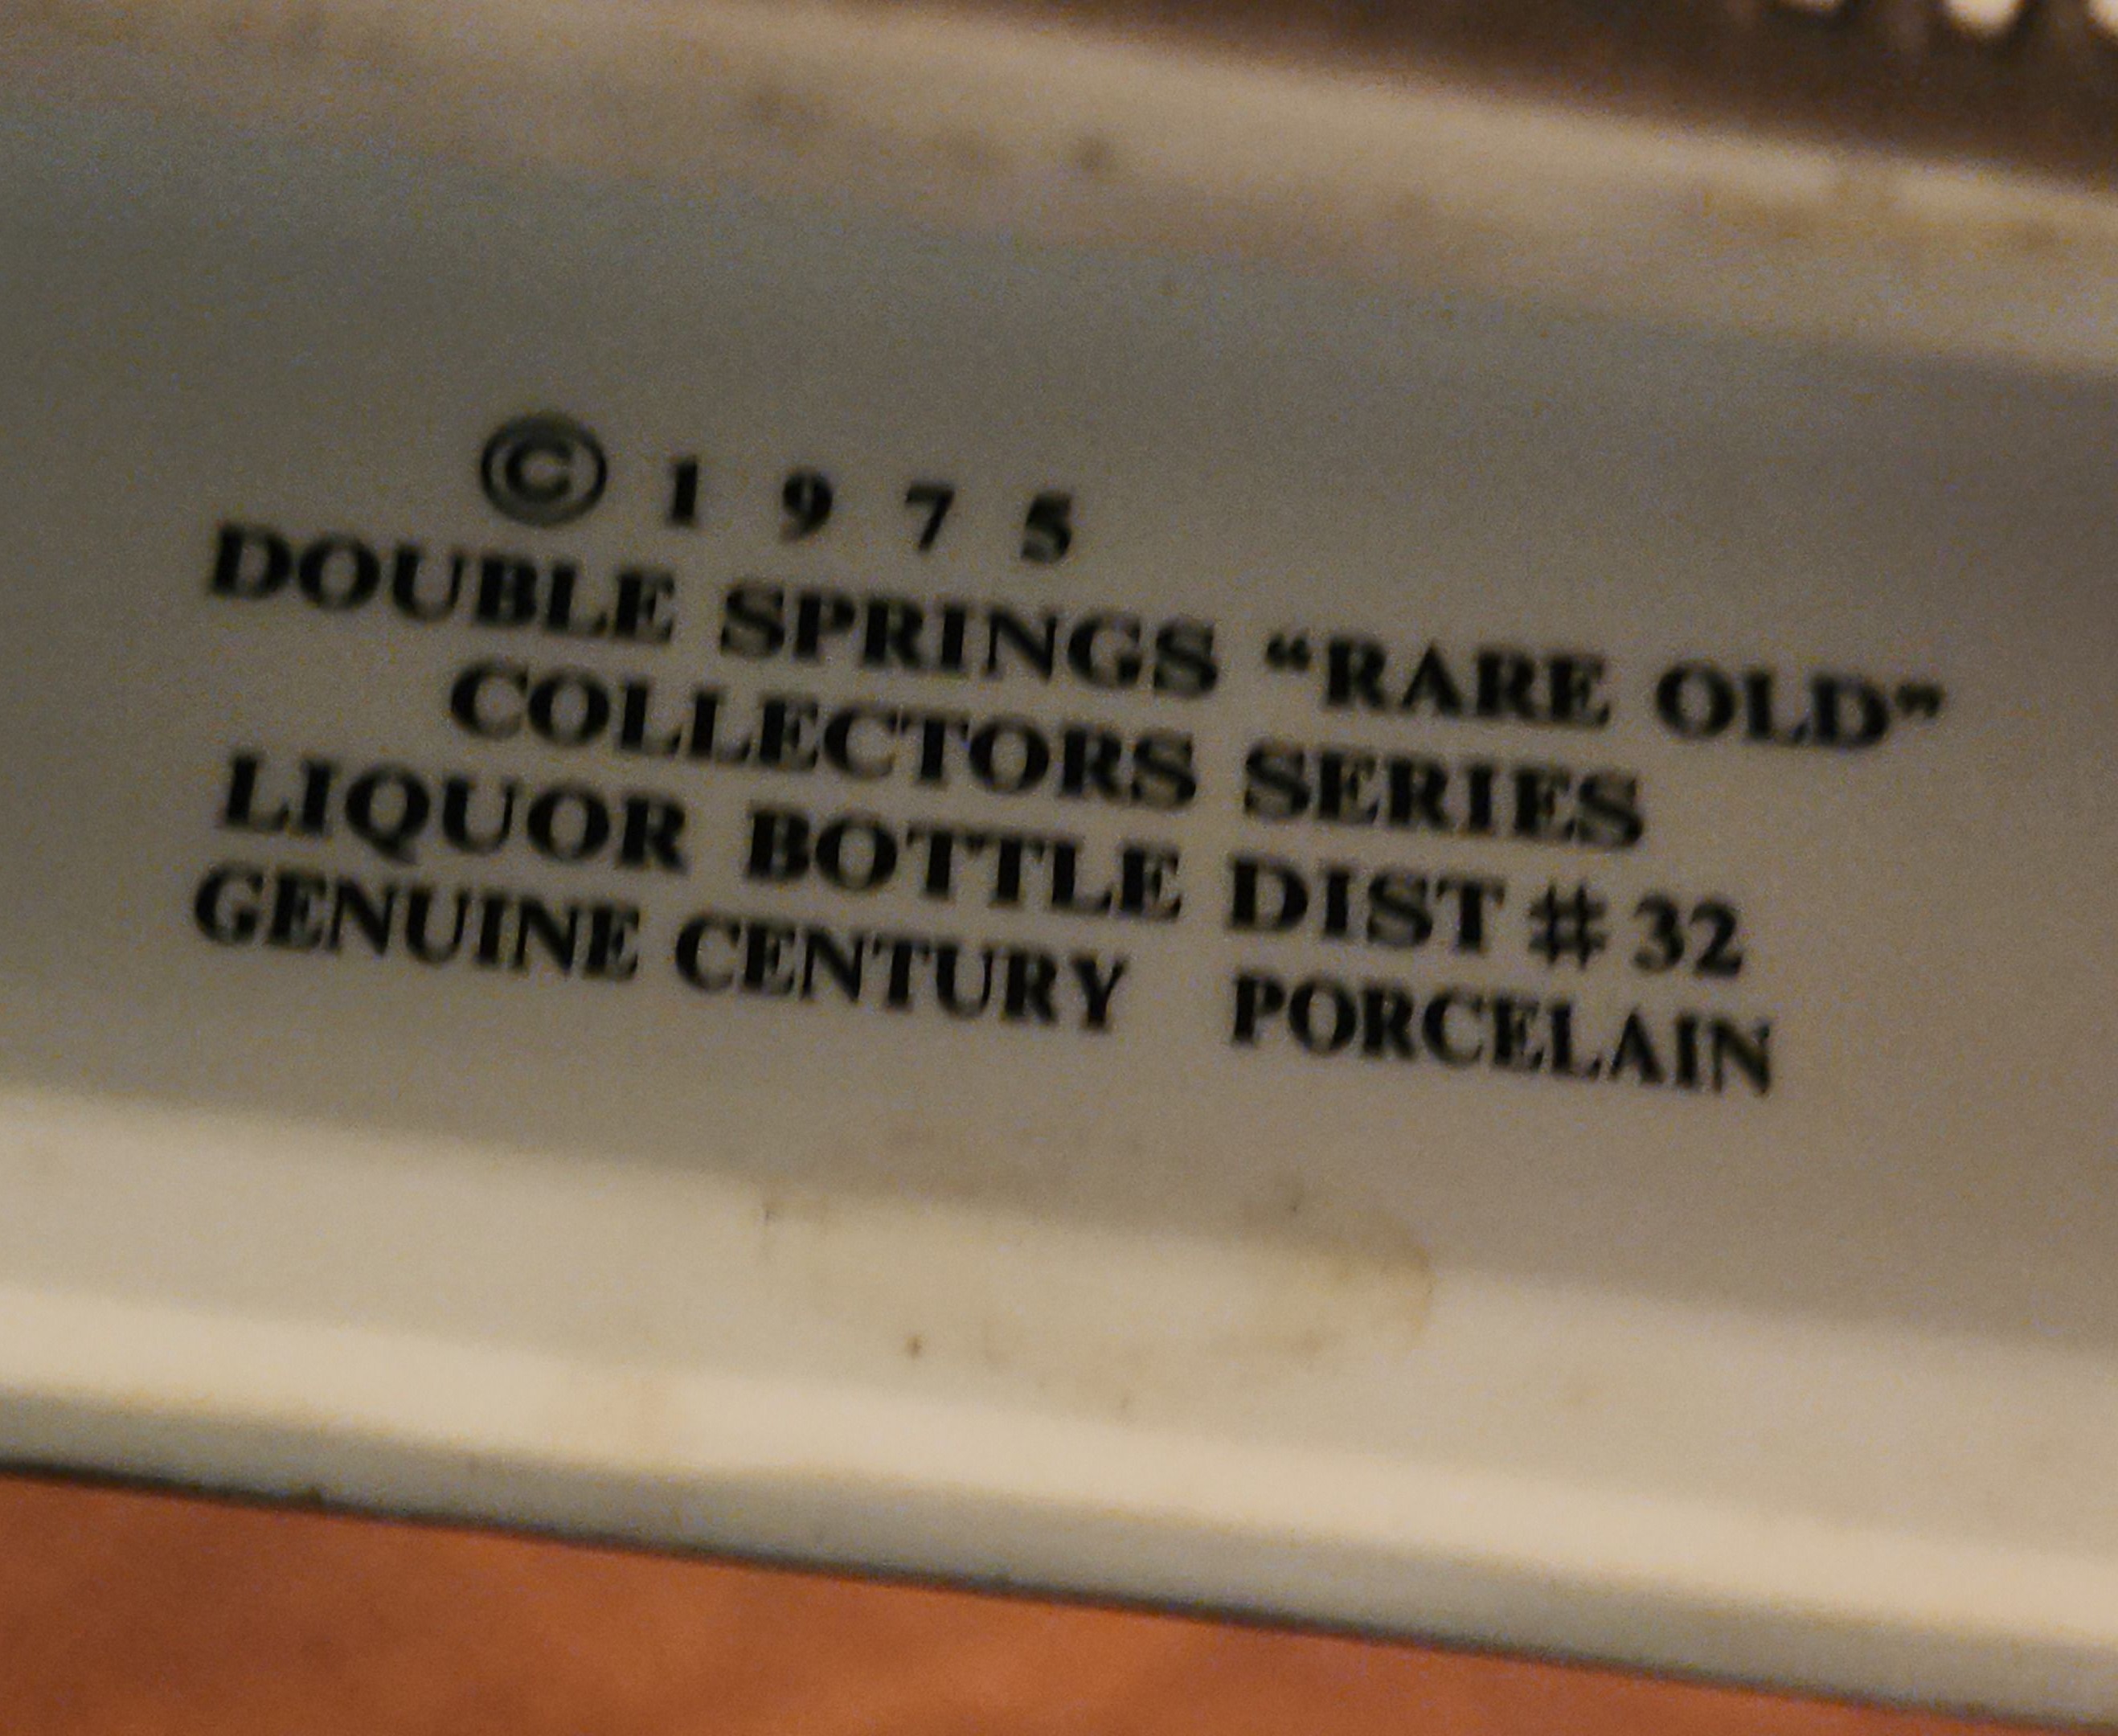 © 1975
DOUBLE SPRINGS “RARE OLD”
COLLECTORS SERIES
LIQUOR BOTTLE DIST # 32
GENUINE CENTURY PORCELAIN